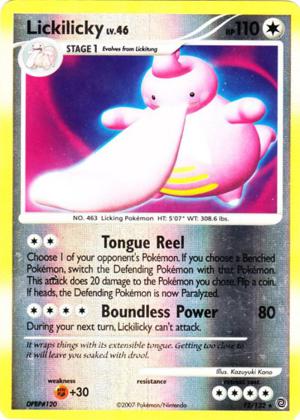 Lickilicky LV.46
HP 110
STAGE 1 Evolves from Lickitung
NO. 463 Licking Pokémon HT: 5'07" WT: 308.6 lbs.
Tongue Reel
Choose 1 of your opponent's Pokémon. If you choose a Benched
Pokémon, switch the Defending Pokémon with that Pokémon.
This attack does 20 damage to the Pokémon you chose. Flip a coin.
If heads, the Defending Pokémon is now Paralyzed.
Boundless Power 80
During your next turn, Lickilicky can't attack.
It wraps things with its extensible tongue. Getting too close to
it will leave you soaked with drool.
DPBP#120
Illus. Kazuyuki Kano
weakness resistance retreat cost
+30
©2007 Pokémon/Nintendo